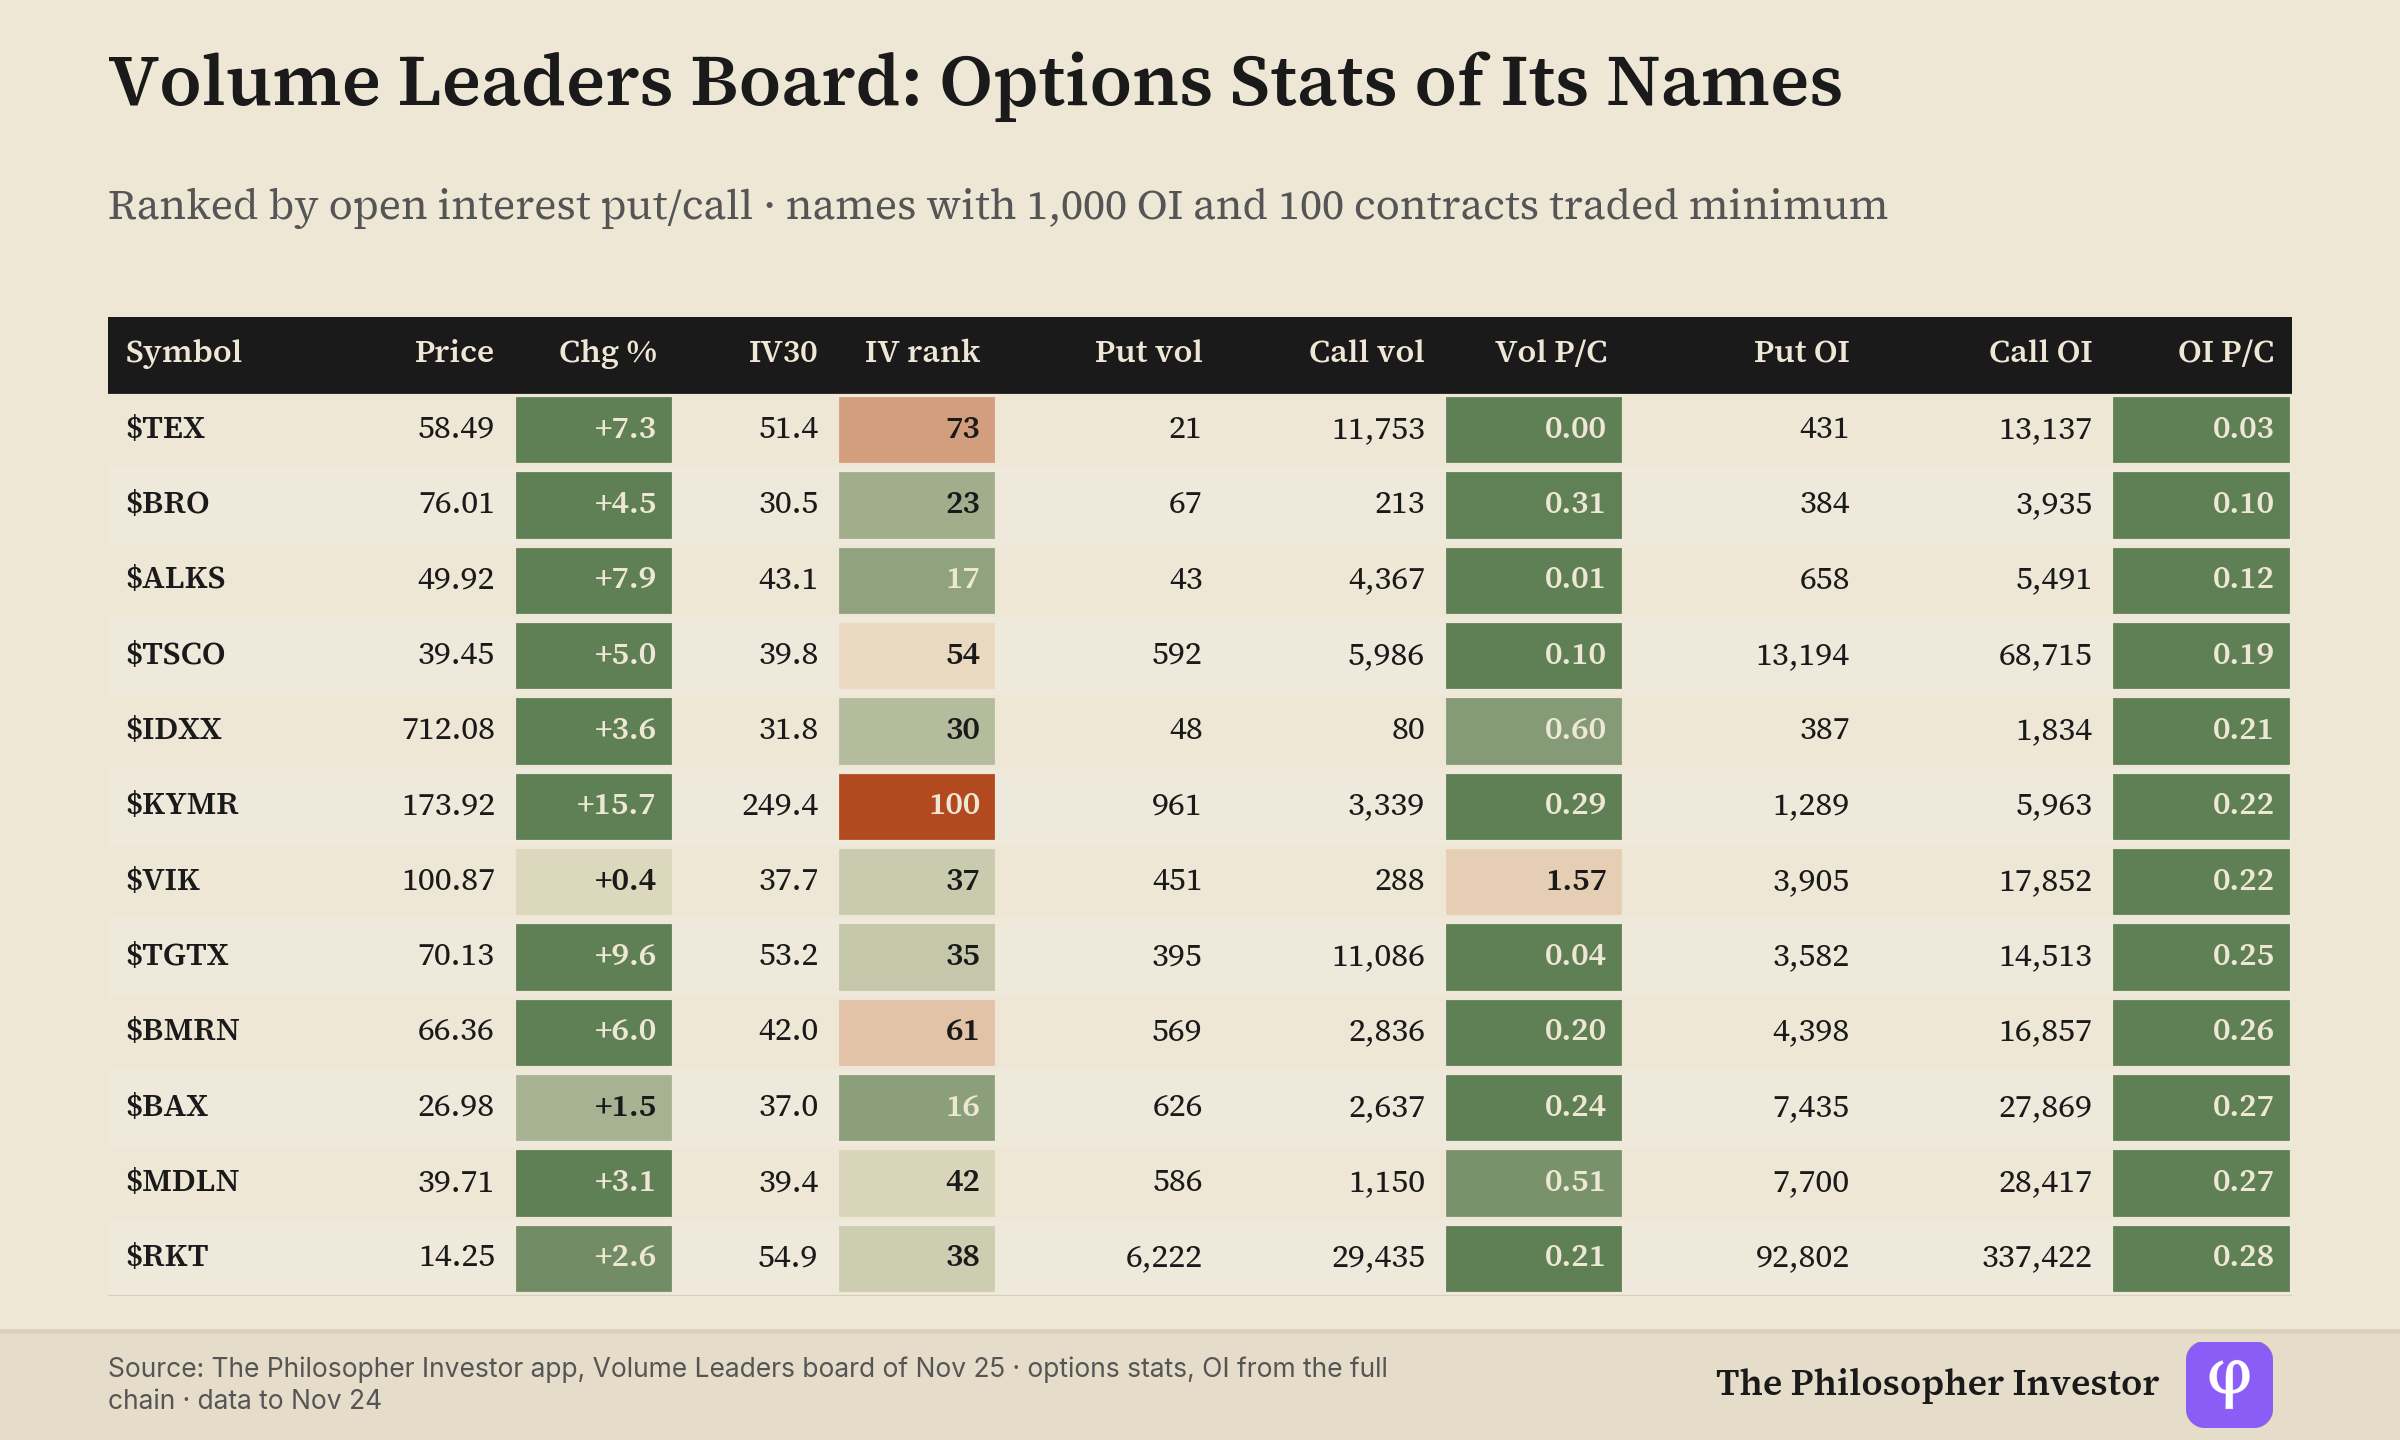 Volume Leaders Board: Options Stats of Its Names
Ranked by open interest put/call · names with 1,000 OI and 100 contracts traded minimum
Symbol Price Chg % IV30 IV rank Put vol Call vol Vol P/C Put OI Call OI OI P/C
$TEX 58.49 +7.3 51.4 73 21 11,753 0.00 431 13,137 0.03
$BRO 76.01 +4.5 30.5 23 67 213 0.31 384 3,935 0.10
$ALKS 49.92 +7.9 43.1 17 43 4,367 0.01 658 5,491 0.12
$TSCO 39.45 +5.0 39.8 54 592 5,986 0.10 13,194 68,715 0.19
$IDXX 712.08 +3.6 31.8 30 48 80 0.60 387 1,834 0.21
$KYMR 173.92 +15.7 249.4 100 961 3,339 0.29 1,289 5,963 0.22
$VIK 100.87 +0.4 37.7 37 451 288 1.57 3,905 17,852 0.22
$TGTX 70.13 +9.6 53.2 35 395 11,086 0.04 3,582 14,513 0.25
$BMRN 66.36 +6.0 42.0 61 569 2,836 0.20 4,398 16,857 0.26
$BAX 26.98 +1.5 37.0 16 626 2,637 0.24 7,435 27,869 0.27
$MDLN 39.71 +3.1 39.4 42 586 1,150 0.51 7,700 28,417 0.27
$RKT 14.25 +2.6 54.9 38 6,222 29,435 0.21 92,802 337,422 0.28
Source: The Philosopher Investor app, Volume Leaders board of Nov 25 · options stats, OI from the full
chain · data to Nov 24
The Philosopher Investor φ